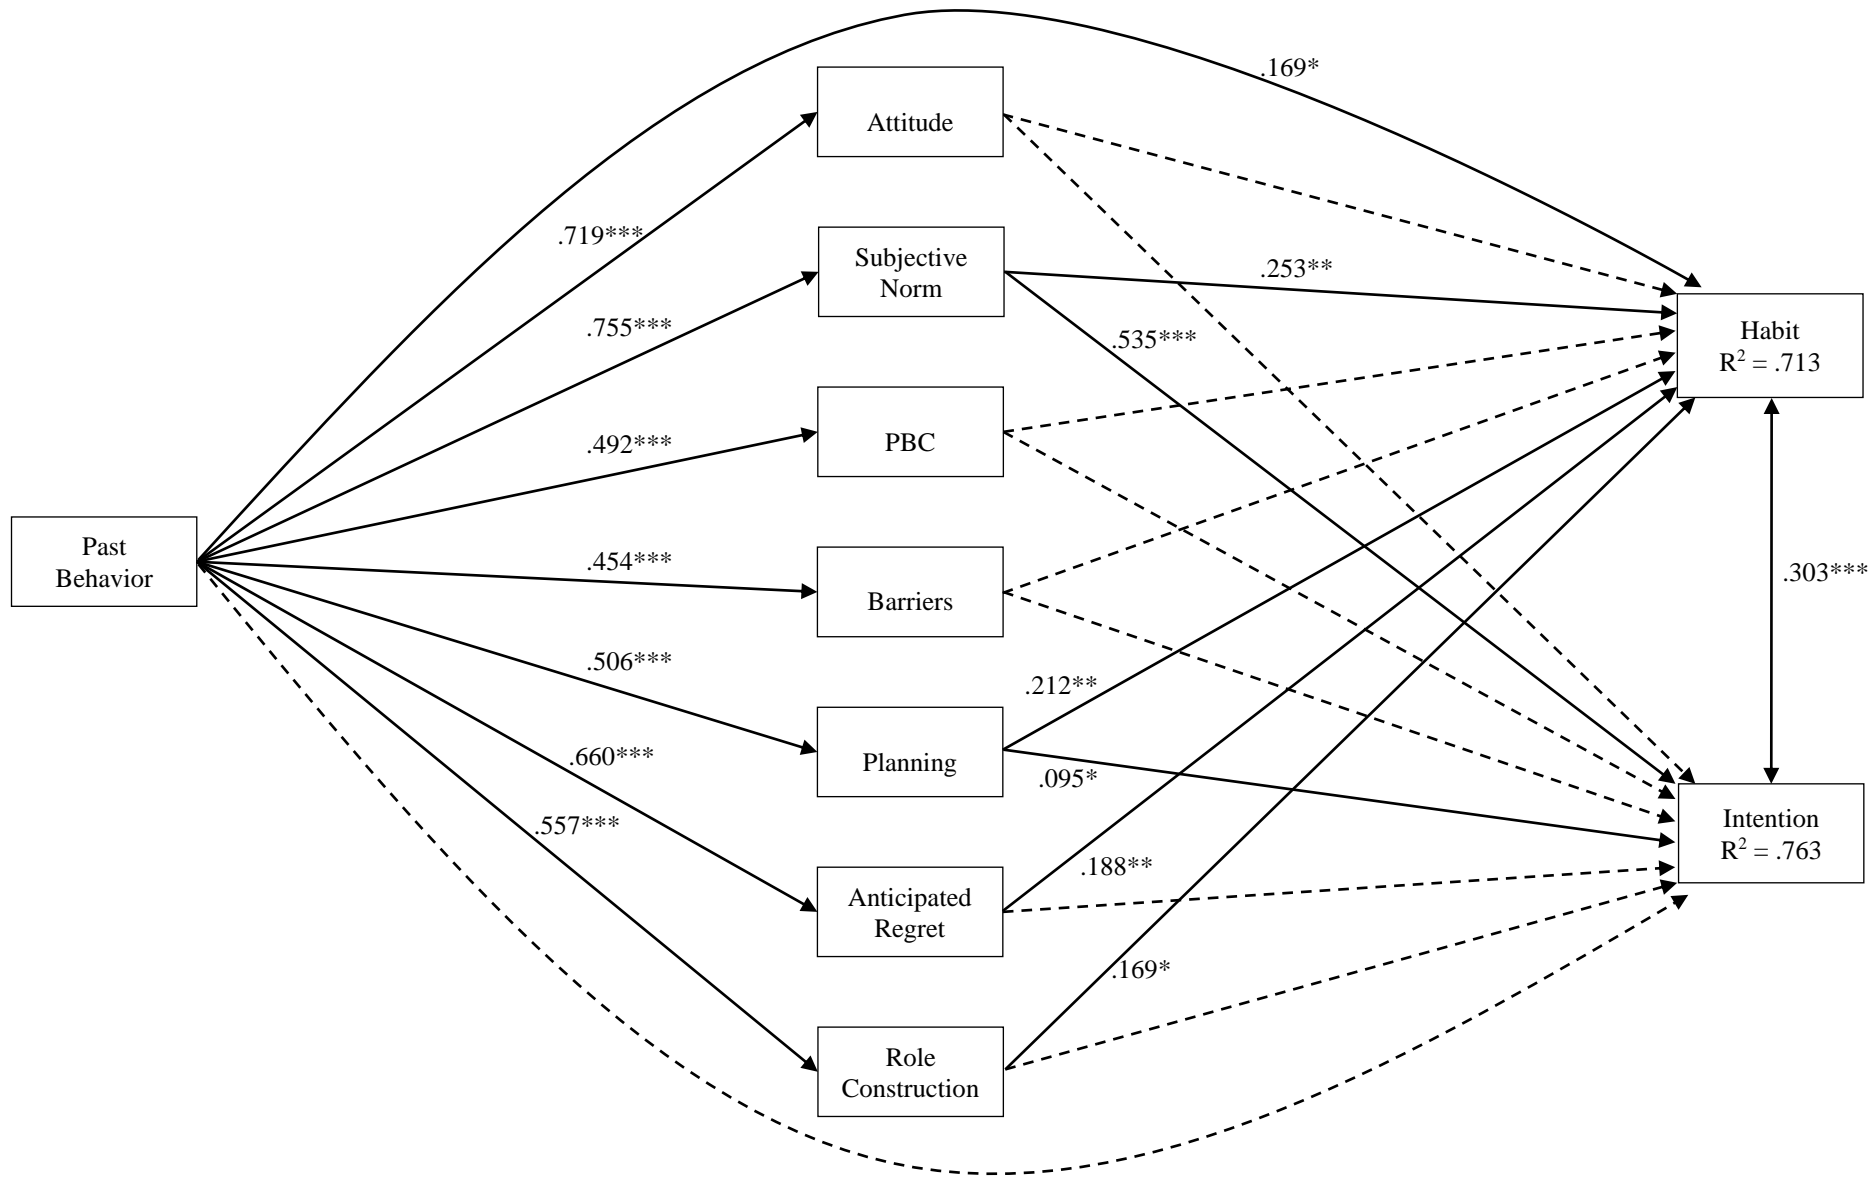 .169*
Attitude
.719***
Subjective
Norm
.253**
.755***
.535***
Habit
R² = .713
.492***
PBC
Past
Behavior
.454***
Barriers
.303***
.506***
.212**
Planning
.660***
.095*
Intention
R² = .763
.557***
.188**
Anticipated
Regret
.169*
Role
Construction